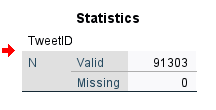 Statistics
TweetID
N Valid 91303
Missing 0